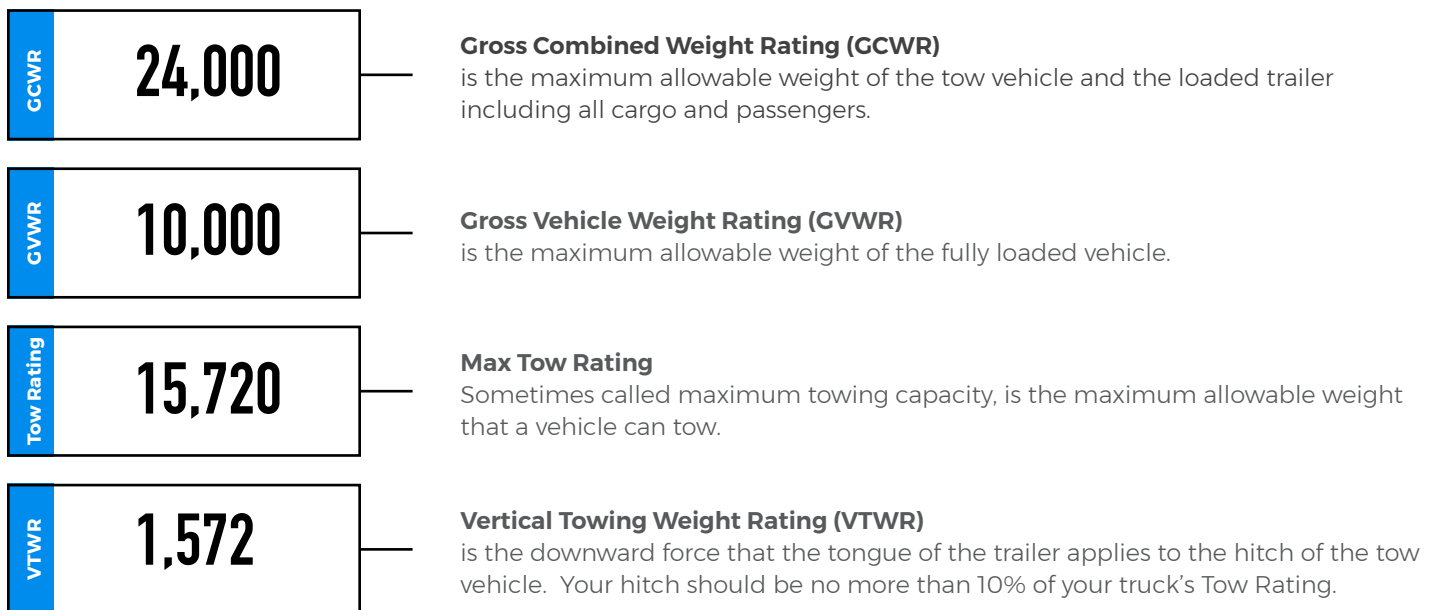 GCWR
24,000
Gross Combined Weight Rating (GCWR)
is the maximum allowable weight of the tow vehicle and the loaded trailer
including all cargo and passengers.
GVWR
10,000
Gross Vehicle Weight Rating (GVWR)
is the maximum allowable weight of the fully loaded vehicle.
Tow Rating
15,720
Max Tow Rating
Sometimes called maximum towing capacity, is the maximum allowable weight
that a vehicle can tow.
VTWR
1,572
Vertical Towing Weight Rating (VTWR)
is the downward force that the tongue of the trailer applies to the hitch of the tow
vehicle.  Your hitch should be no more than 10% of your truck's Tow Rating.